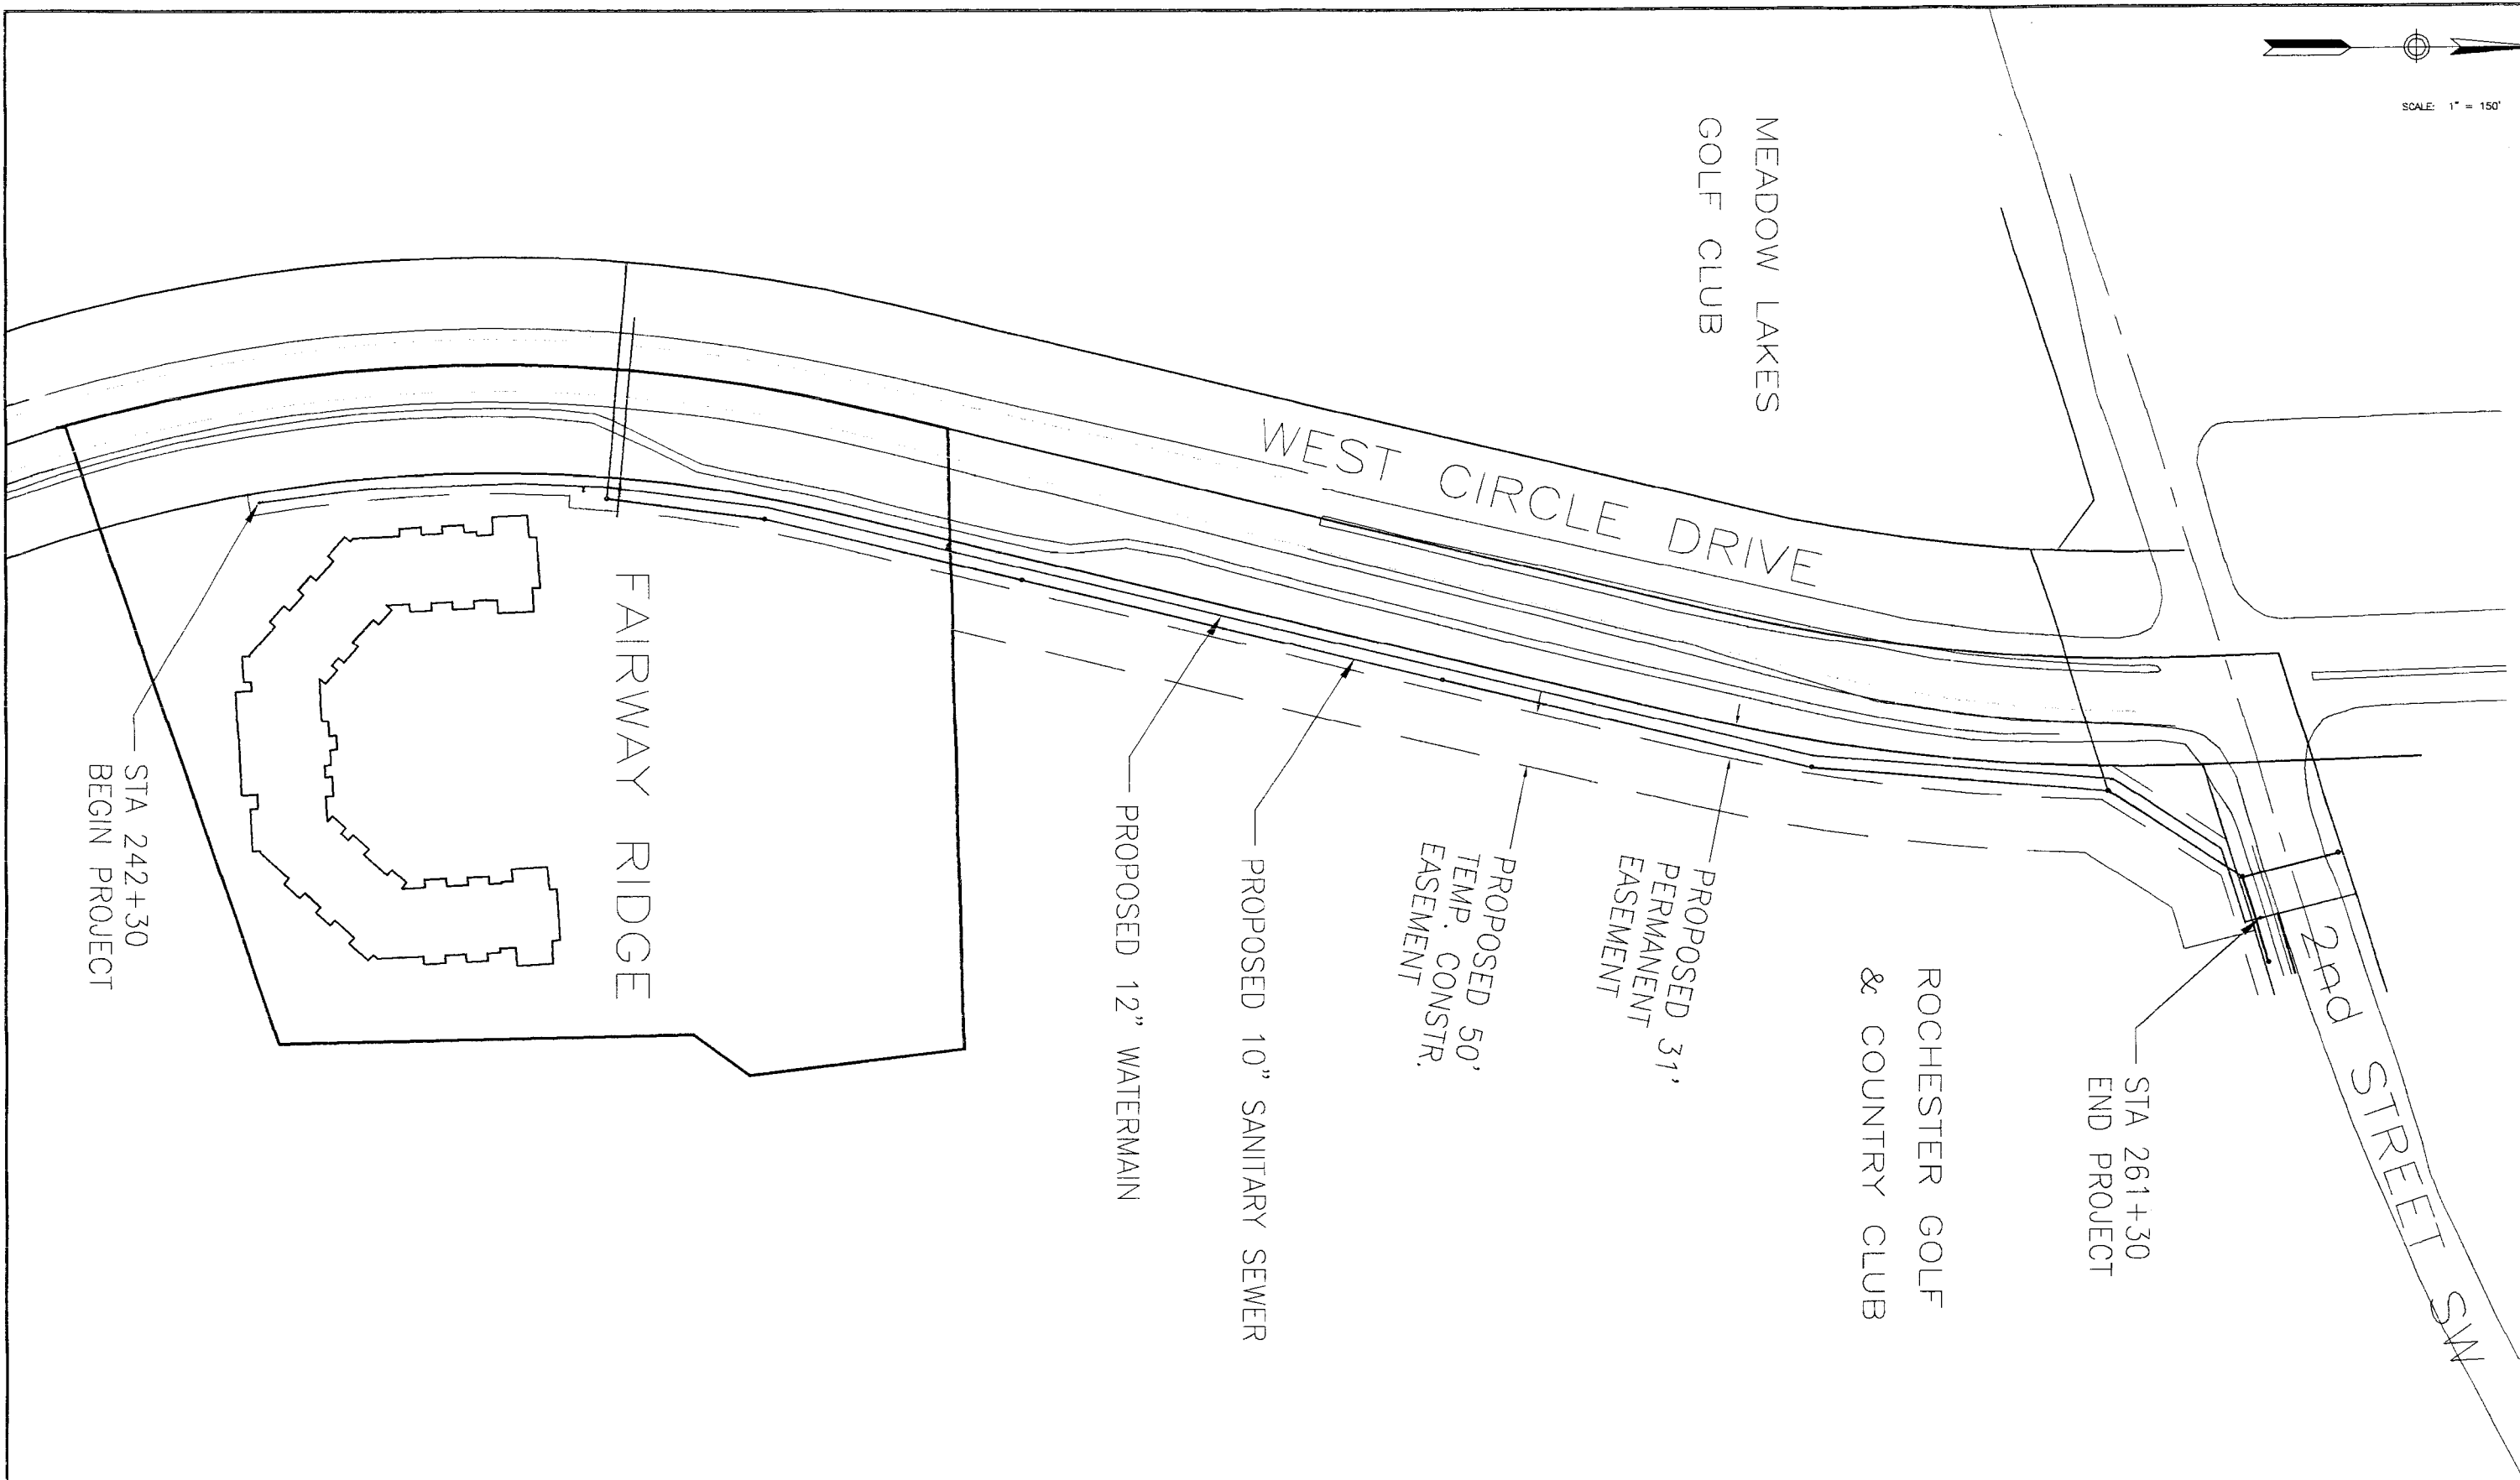 SCALE: 1" = 150'
MEADOW LAKES
GOLF CLUB
WEST CIRCLE DRIVE
FAIRWAY RIDGE
STA 242+30
BEGIN PROJECT
PROPOSED 12" WATERMAIN
PROPOSED 10" SANITARY SEWER
PROPOSED 50'
TEMP. CONSTR.
EASEMENT
PROPOSED 31'
PERMANENT
EASEMENT
ROCHESTER GOLF
& COUNTRY CLUB
STA 261+30
END PROJECT
2nd STREET SW